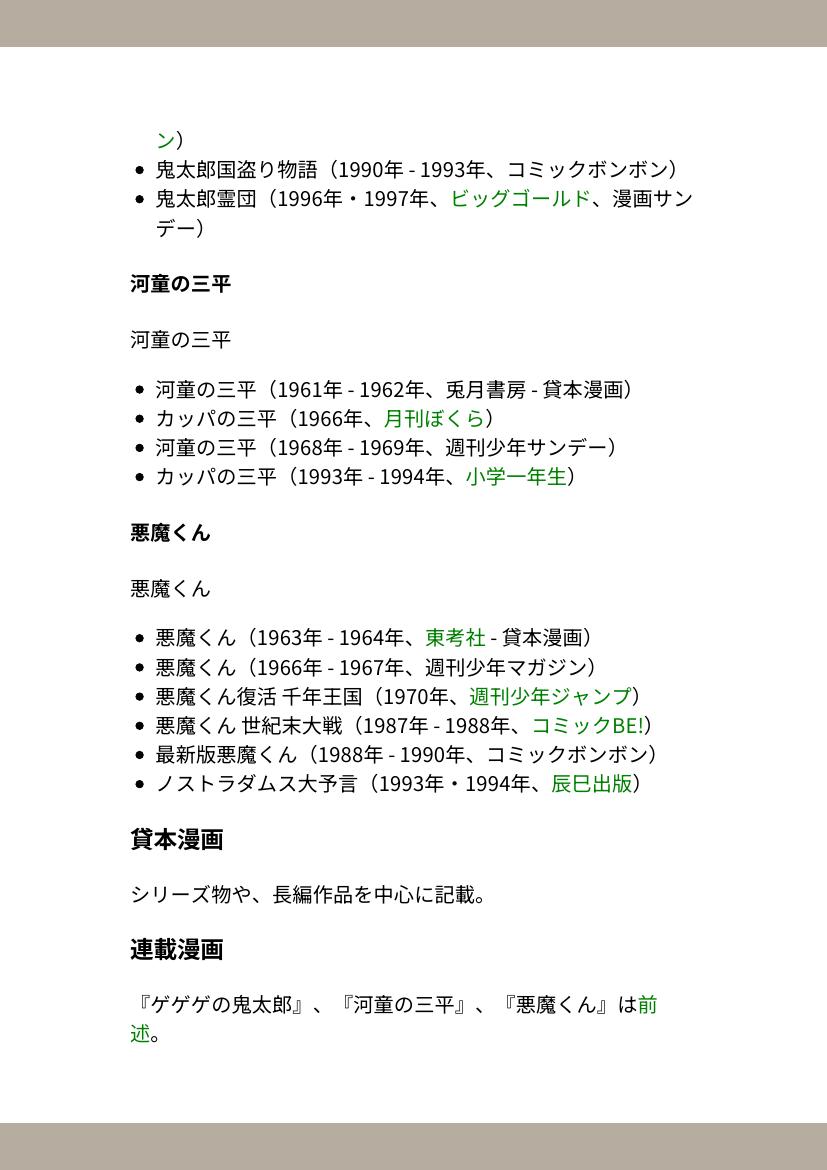 ン）
鬼太郎国盗り物語（1990年 - 1993年、コミックボンボン）
鬼太郎霊団（1996年・1997年、ビッグゴールド、漫画サン
デー）
河童の三平
河童の三平
河童の三平（1961年 - 1962年、兎月書房 - 貸本漫画）
カッパの三平（1966年、月刊ぼくら）
河童の三平（1968年 - 1969年、週刊少年サンデー）
カッパの三平（1993年 - 1994年、小学一年生）
悪魔くん
悪魔くん
悪魔くん（1963年 - 1964年、東考社 - 貸本漫画）
悪魔くん（1966年 - 1967年、週刊少年マガジン）
悪魔くん復活 千年王国（1970年、週刊少年ジャンプ）
悪魔くん 世紀末大戦（1987年 - 1988年、コミックBE!）
最新版悪魔くん（1988年 - 1990年、コミックボンボン）
ノストラダムス大予言（1993年・1994年、辰巳出版）
貸本漫画
シリーズ物や、長編作品を中心に記載。
連載漫画
『ゲゲゲの鬼太郎』、『河童の三平』、『悪魔くん』は前
述。